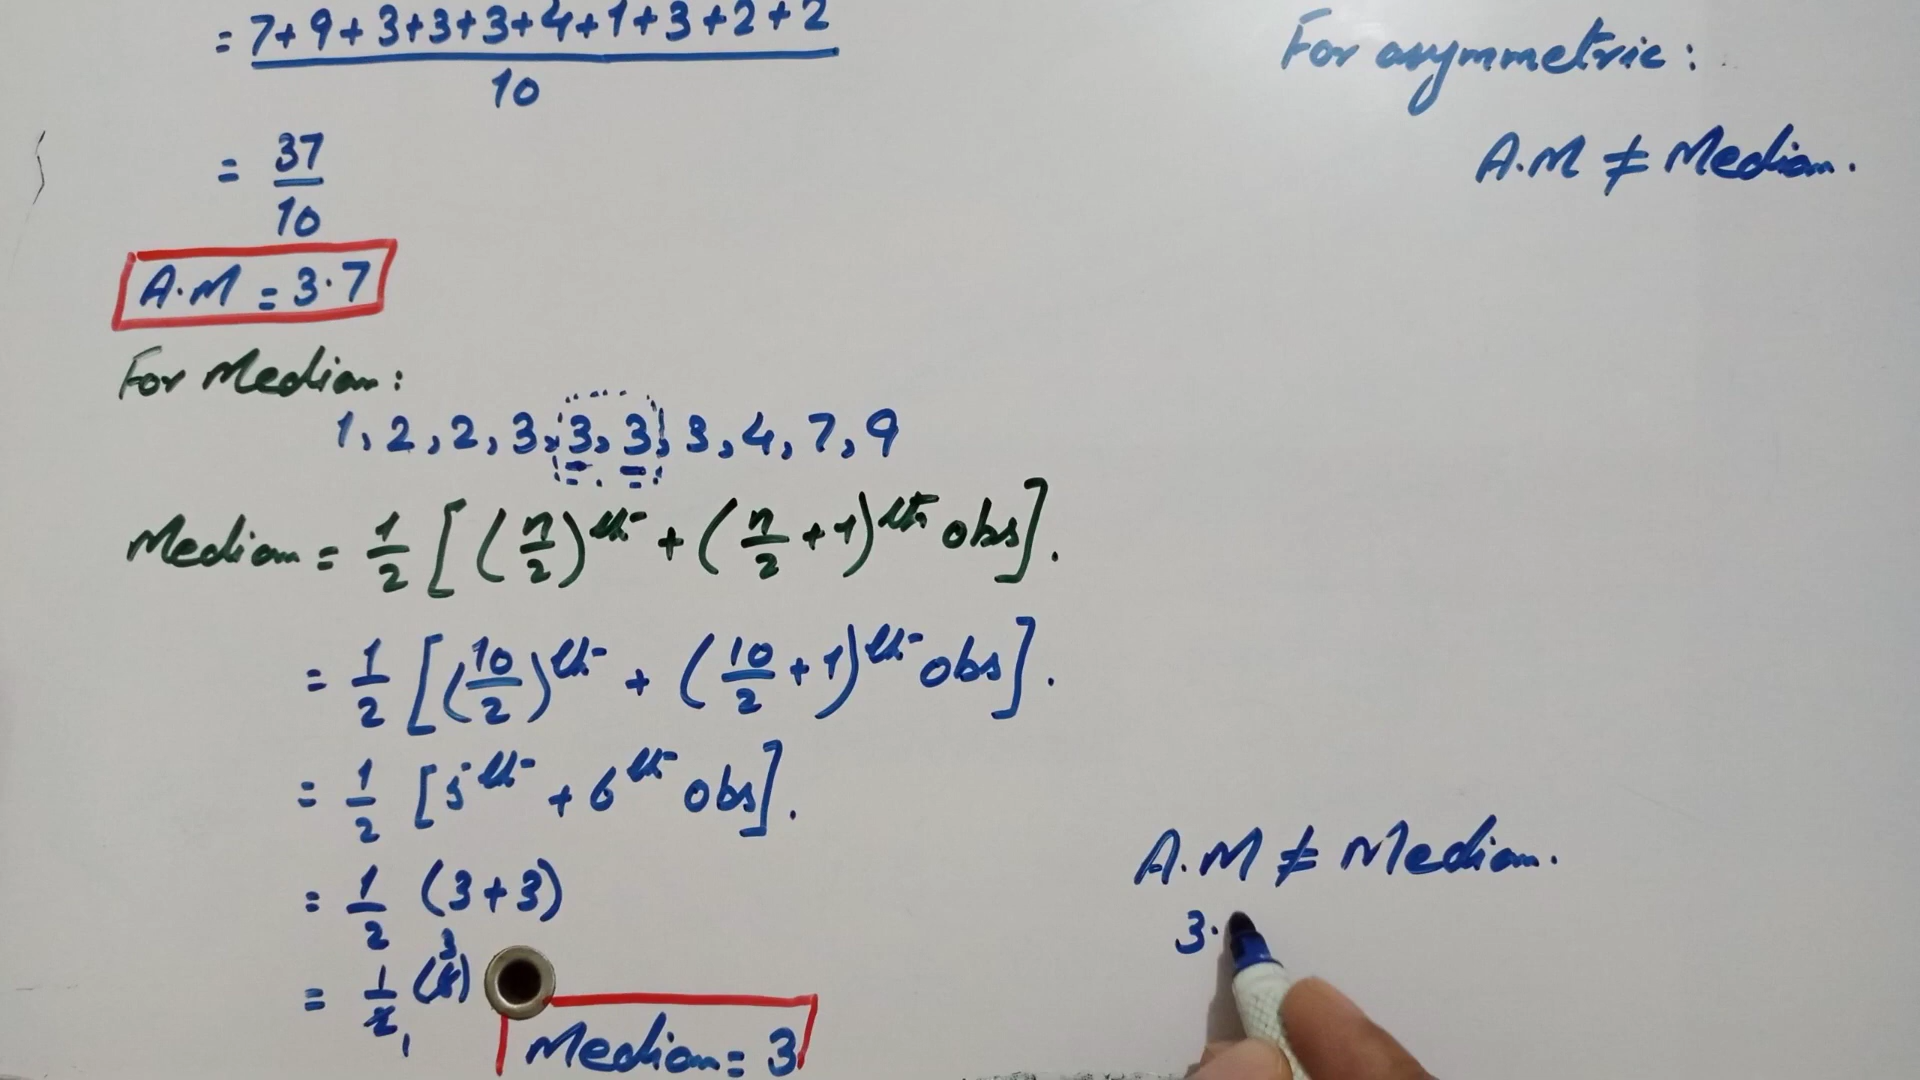 = 7+9+3+3+3+4+1+3+2+2
10
= 37
10
A.M = 3.7
For Median:
1, 2, 2, 3, 3, 3, 3, 4, 7, 9
Median = 1/2 [(n/2)th + (n/2 + 1)th obs].
= 1/2 [(10/2)th + (10/2 + 1)th obs].
= 1/2 [5th + 6th obs].
= 1/2 (3+3)
= 1/2 (6) 3
1
Median = 3
For asymmetric:
A.M ≠ Median.
A.M ≠ Median.
3.